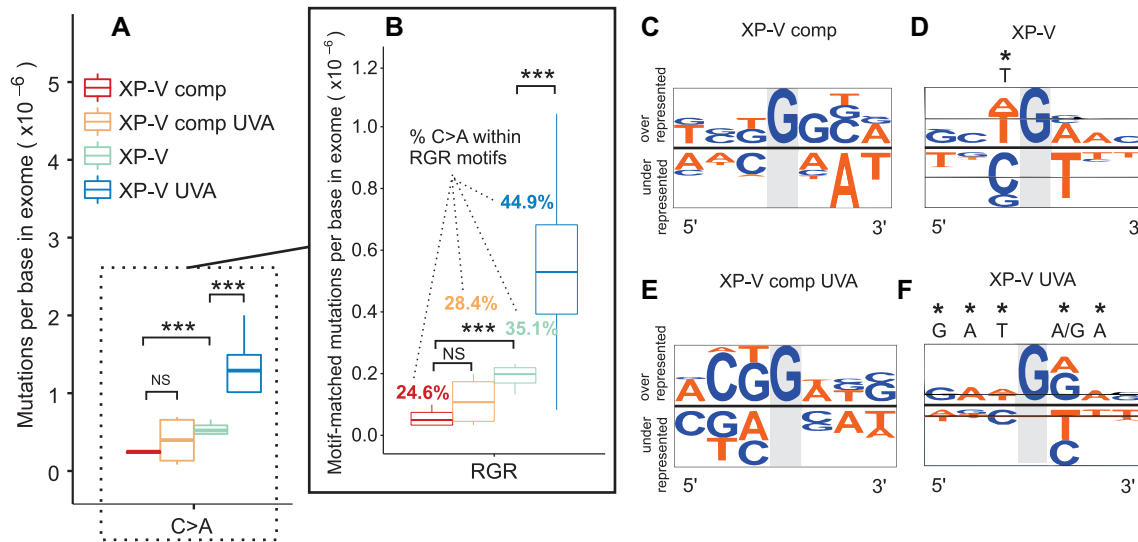 A
Mutations per base in exome ( x10⁻⁶)
5
4
3
2
1
0
XP-V comp
XP-V comp UVA
XP-V
XP-V UVA
***
***
NS
C>A
B
Motif-matched mutations per base in exome ( x10⁻⁶)
1.2
1.0
0.8
0.6
0.4
0.2
0.0
***
% C>A within
RGR motifs
44.9%
28.4%
35.1%
***
NS
24.6%
RGR
C
XP-V comp
over
represented
under
represented
G
5'
3'
D
XP-V
*
T
G
5'
3'
E
XP-V comp UVA
over
represented
under
represented
G
5'
3'
F
XP-V UVA
* * * * *
G A T A/G A
G
5'
3'